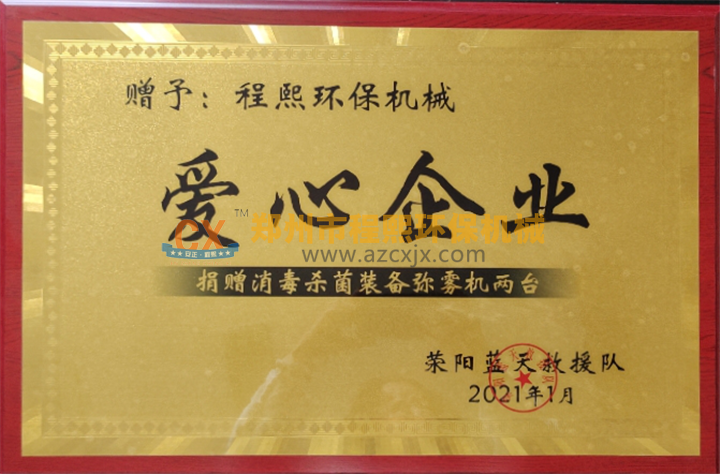 赠予：程熙环保机械
爱心企业
CX™ 郑州市程熙环保机械
www.azcxjx.com
捐赠消毒杀菌装备弥雾机两台
荥阳蓝天救援队
2021年1月